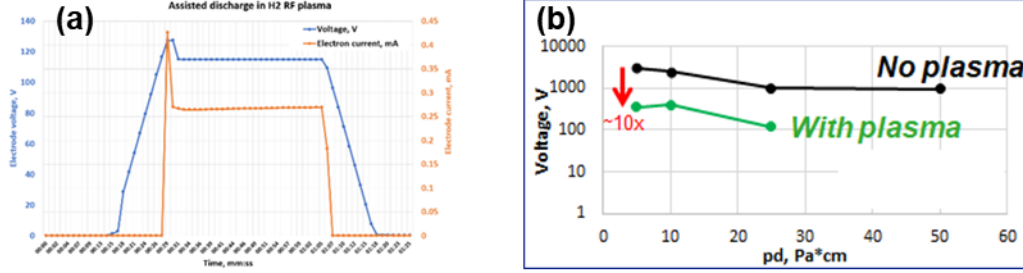 Assisted discharge in H2 RF plasma
(a)
Voltage, V
Electron current, mA
Electrode voltage, V
140
120
100
80
60
40
20
0
Electron current, mA
0.45
0.4
0.35
0.3
0.25
0.2
0.15
0.1
0.05
0
Time, mm:ss
(b)
Voltage, V
10000
1000
100
10
1
No plasma
~10x
With plasma
0 10 20 30 40 50 60
pd, Pa*cm